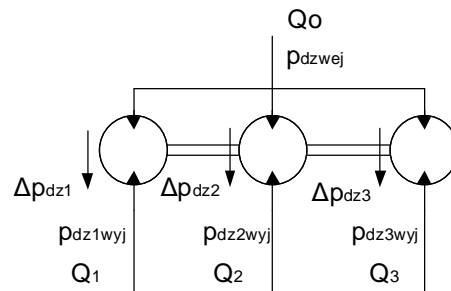 Qo
pdzwej
Δpdz1 Δpdz2 Δpdz3
pdz1wyj pdz2wyj pdz3wyj
Q1 Q2 Q3